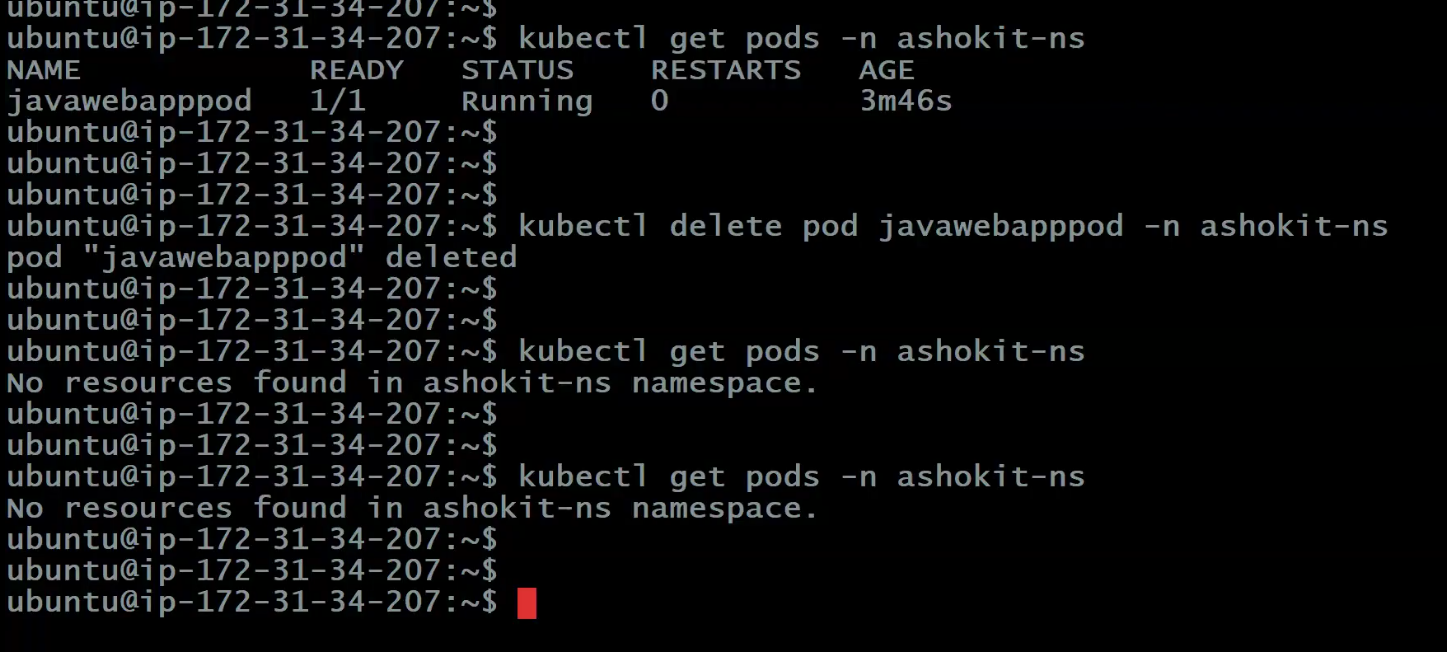 ubuntu@ip-172-31-34-207:~$
ubuntu@ip-172-31-34-207:~$ kubectl get pods -n ashokit-ns
NAME READY STATUS RESTARTS AGE
javawebapppod 1/1 Running 0 3m46s
ubuntu@ip-172-31-34-207:~$
ubuntu@ip-172-31-34-207:~$
ubuntu@ip-172-31-34-207:~$
ubuntu@ip-172-31-34-207:~$ kubectl delete pod javawebapppod -n ashokit-ns
pod "javawebapppod" deleted
ubuntu@ip-172-31-34-207:~$
ubuntu@ip-172-31-34-207:~$
ubuntu@ip-172-31-34-207:~$ kubectl get pods -n ashokit-ns
No resources found in ashokit-ns namespace.
ubuntu@ip-172-31-34-207:~$
ubuntu@ip-172-31-34-207:~$
ubuntu@ip-172-31-34-207:~$ kubectl get pods -n ashokit-ns
No resources found in ashokit-ns namespace.
ubuntu@ip-172-31-34-207:~$
ubuntu@ip-172-31-34-207:~$
ubuntu@ip-172-31-34-207:~$